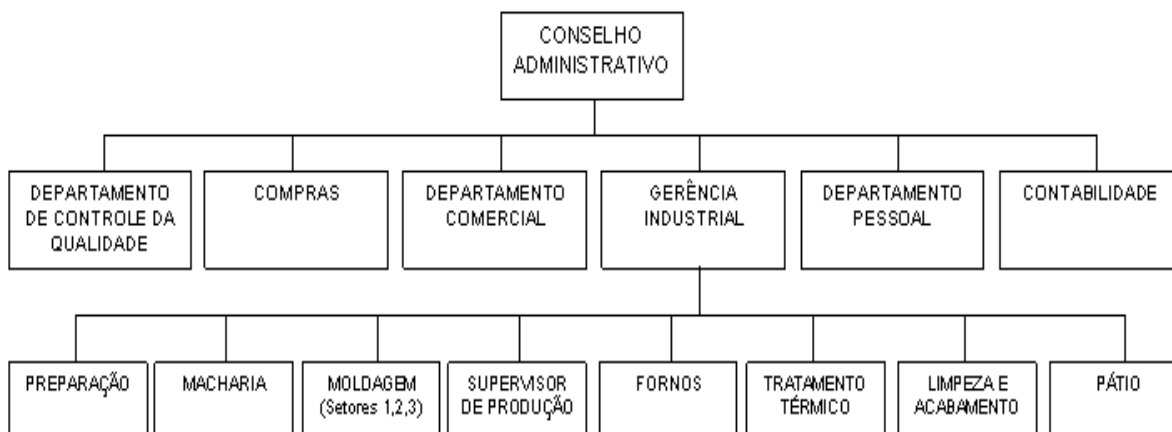 CONSELHO
ADMINISTRATIVO
DEPARTAMENTO
DE CONTROLE DA
QUALIDADE
COMPRAS
DEPARTAMENTO
COMERCIAL
GERÊNCIA
INDUSTRIAL
DEPARTAMENTO
PESSOAL
CONTABILIDADE
PREPARAÇÃO
MACHARIA
MOLDAGEM
(Setores 1,2,3)
SUPERVISOR
DE PRODUÇÃO
FORNOS
TRATAMENTO
TÉRMICO
LIMPEZA E
ACABAMENTO
PÁTIO